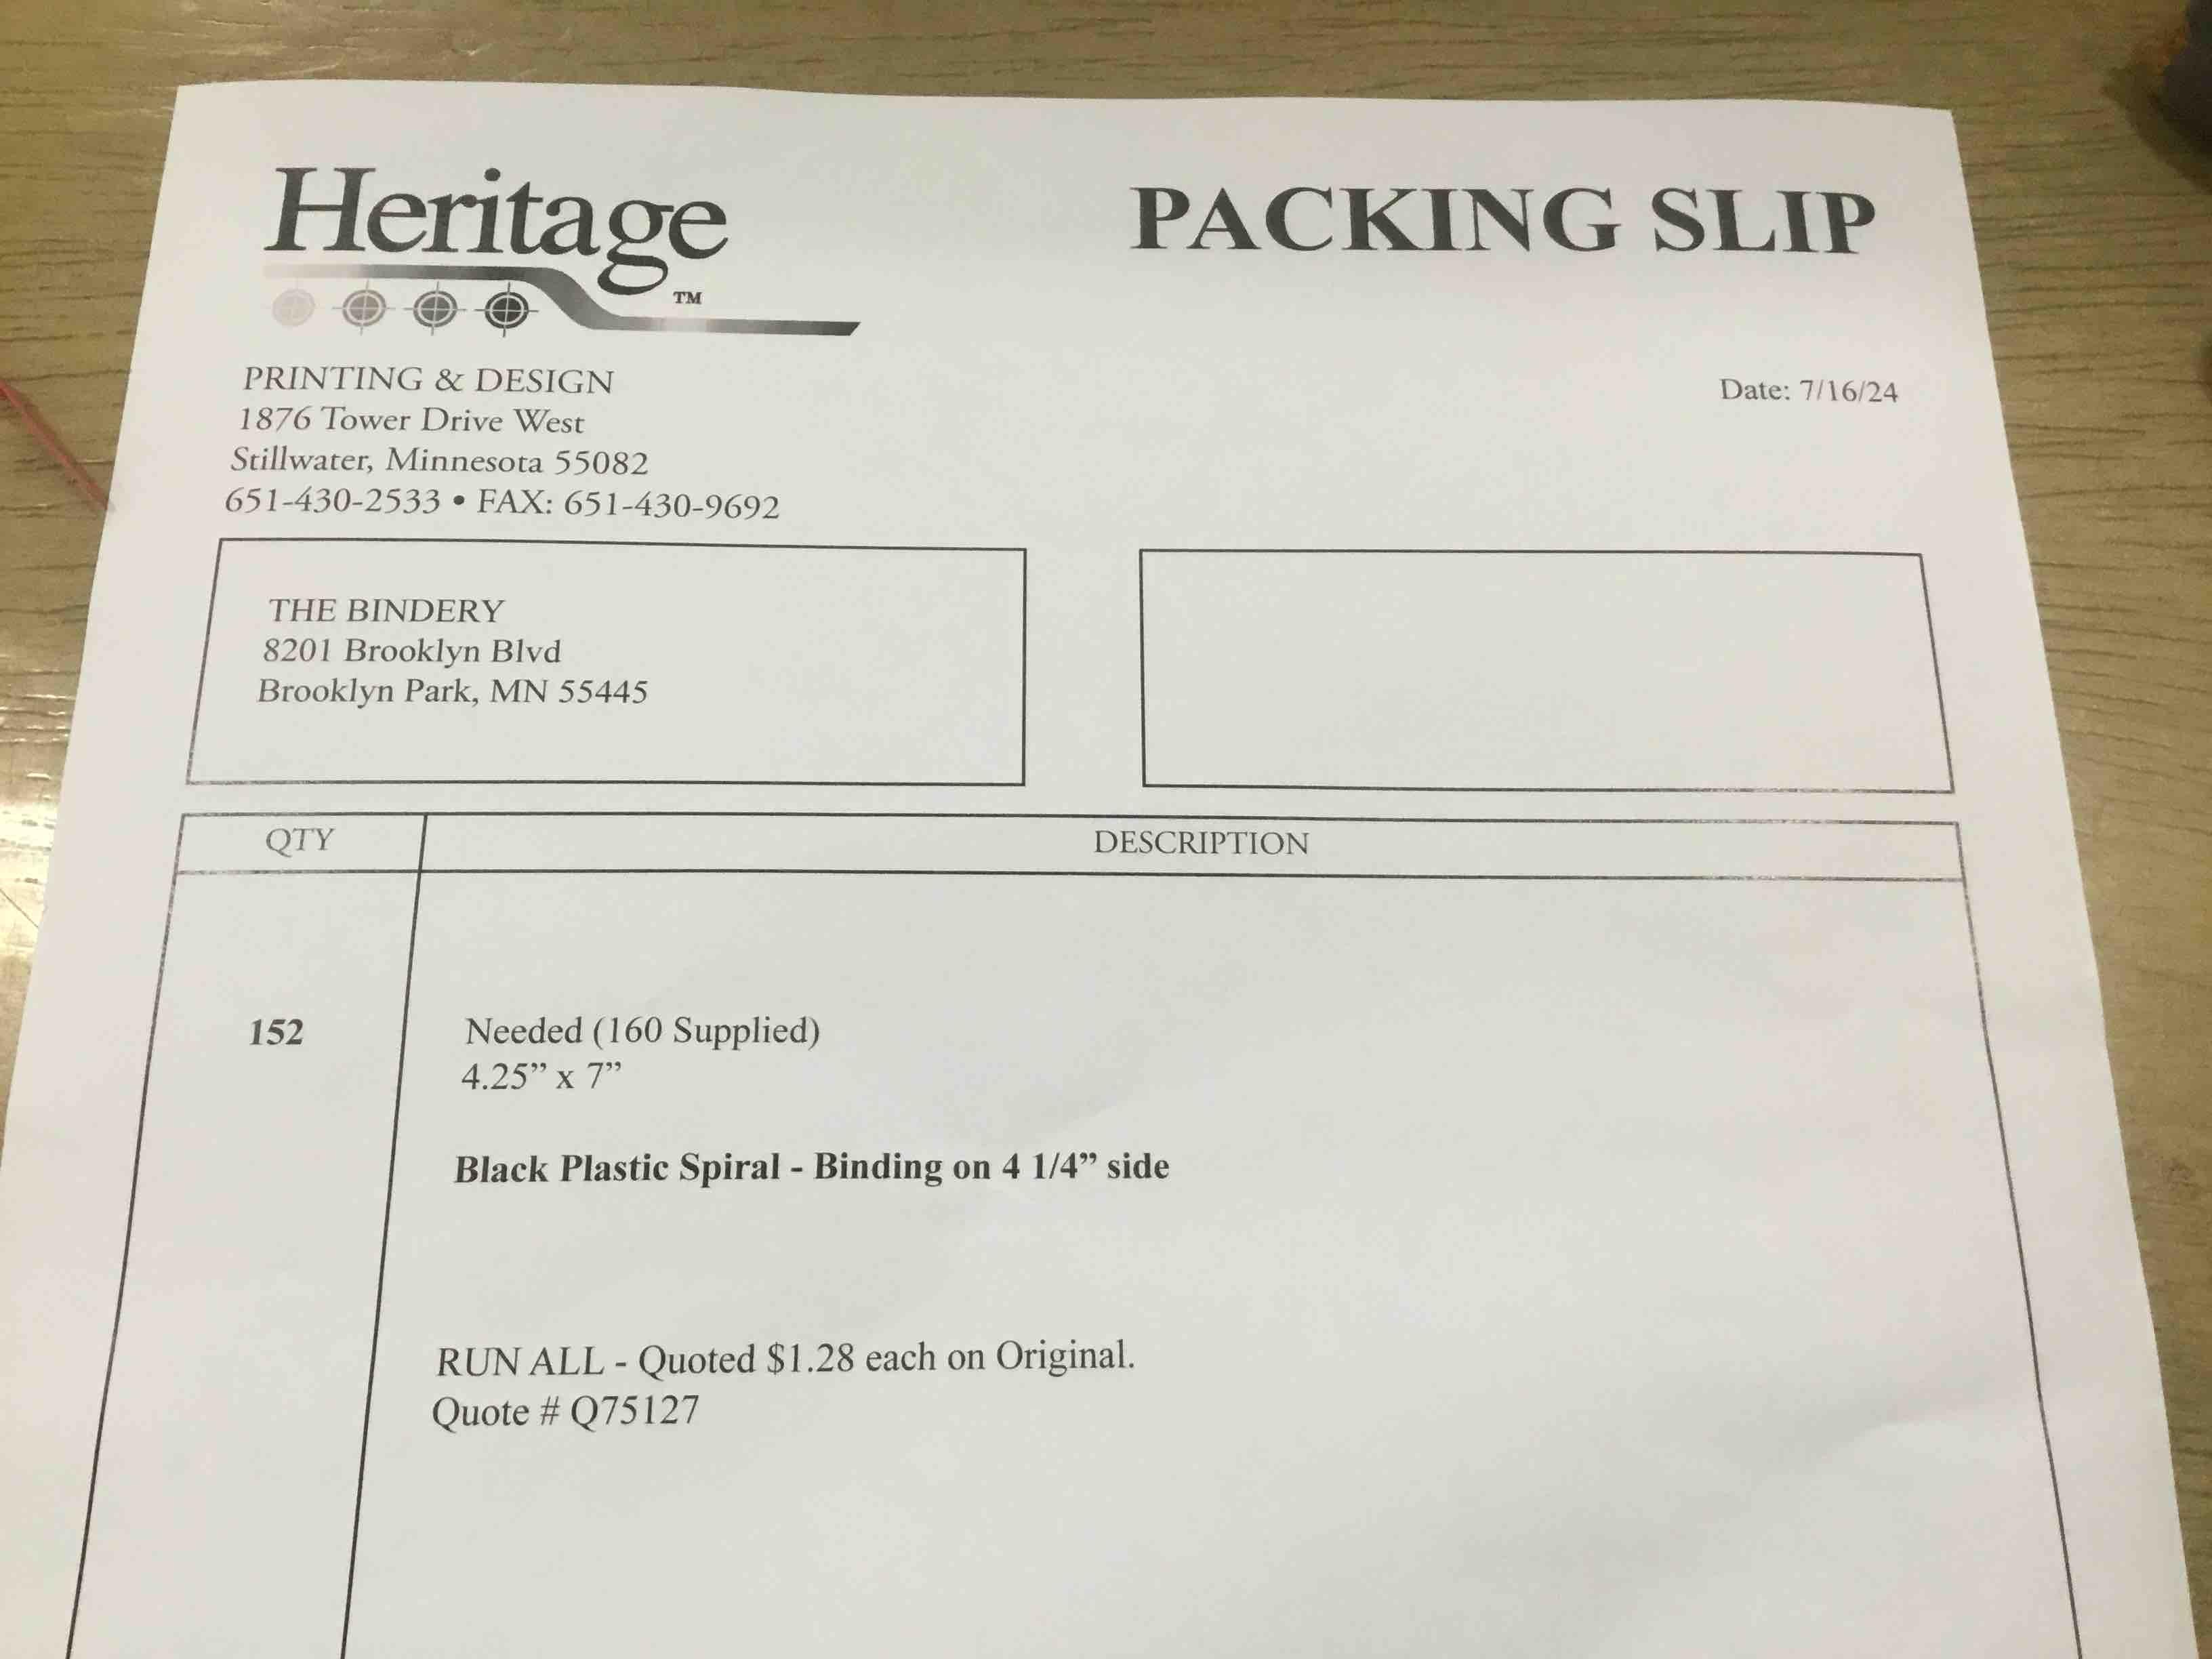 Heritage
TM
PACKING SLIP
PRINTING & DESIGN
1876 Tower Drive West
Stillwater, Minnesota 55082
651-430-2533 • FAX: 651-430-9692
Date: 7/16/24
THE BINDERY
8201 Brooklyn Blvd
Brooklyn Park, MN 55445
QTY DESCRIPTION
152 Needed (160 Supplied)
4.25” x 7”
Black Plastic Spiral - Binding on 4 1/4” side
RUN ALL - Quoted $1.28 each on Original.
Quote # Q75127